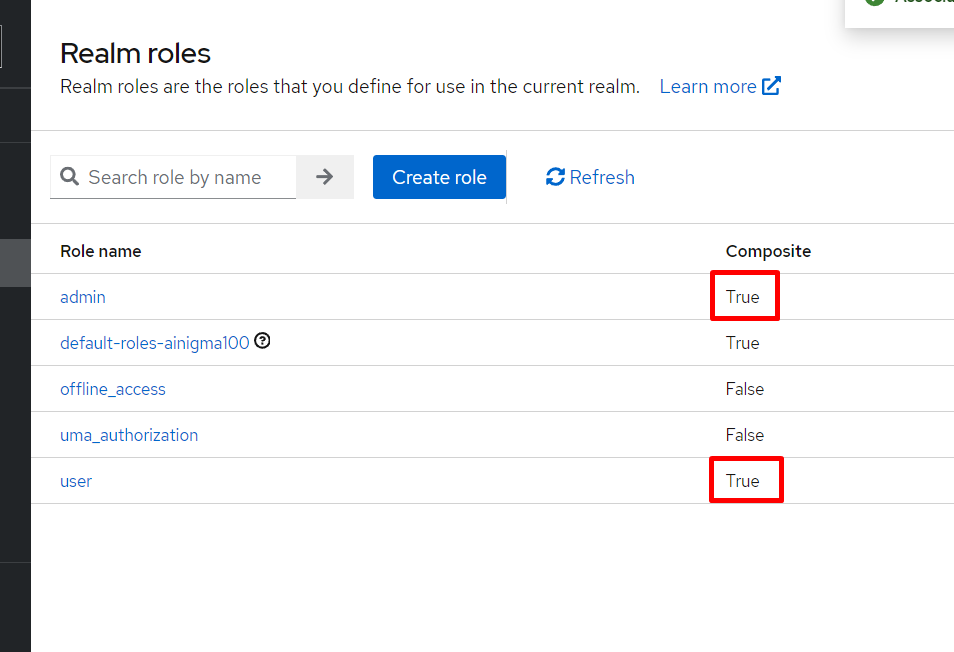 Realm roles
Realm roles are the roles that you define for use in the current realm. Learn more
Search role by name Create role Refresh
Role name Composite
admin True
default-roles-ainigma100 True
offline_access False
uma_authorization False
user True